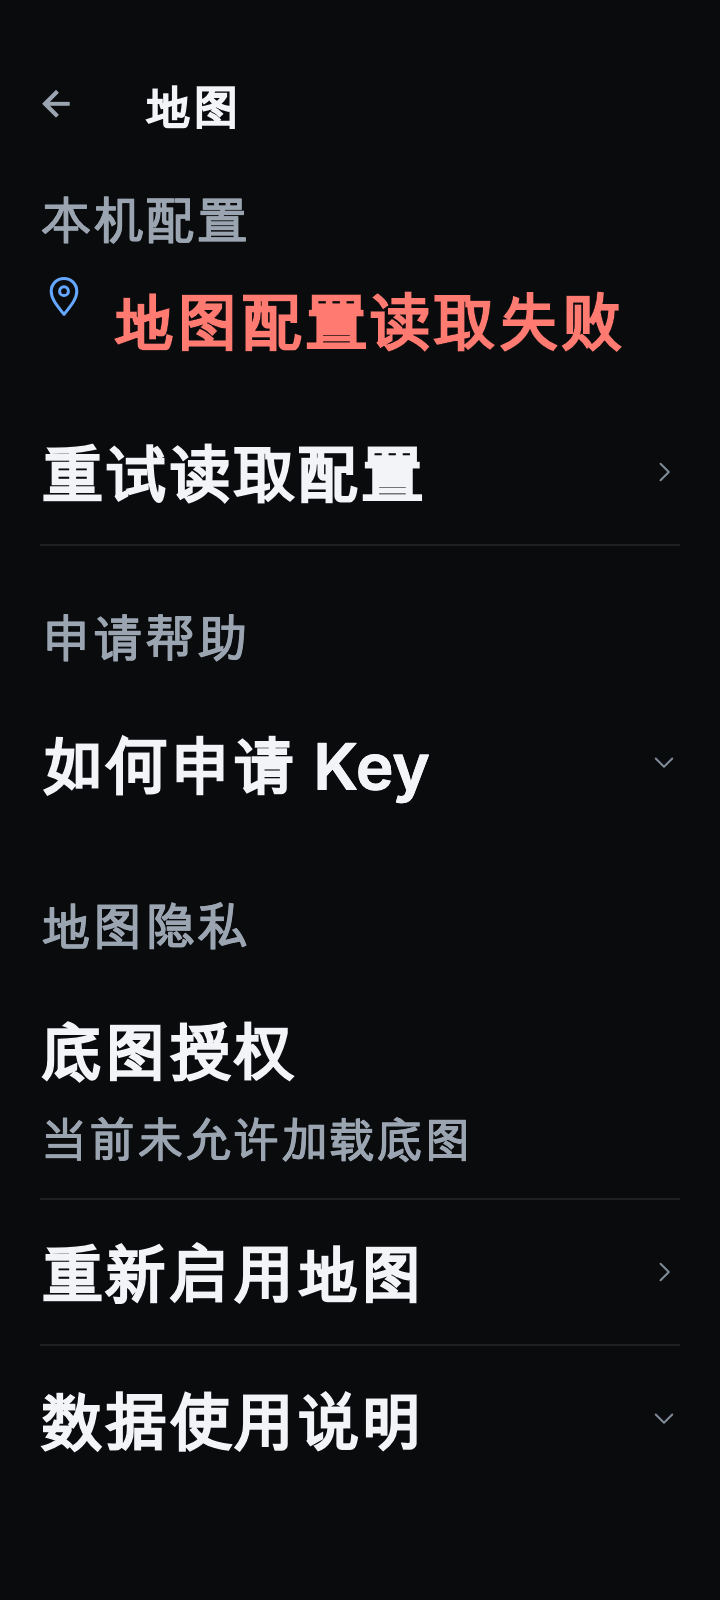 地图
本机配置
地图配置读取失败
重试读取配置
申请帮助
如何申请 Key
地图隐私
底图授权
当前未允许加载底图
重新启用地图
数据使用说明